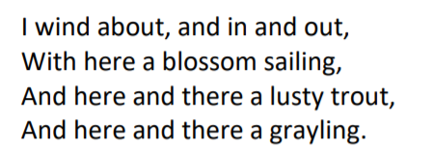 I wind about, and in and out,
With here a blossom sailing,
And here and there a lusty trout,
And here and there a grayling.